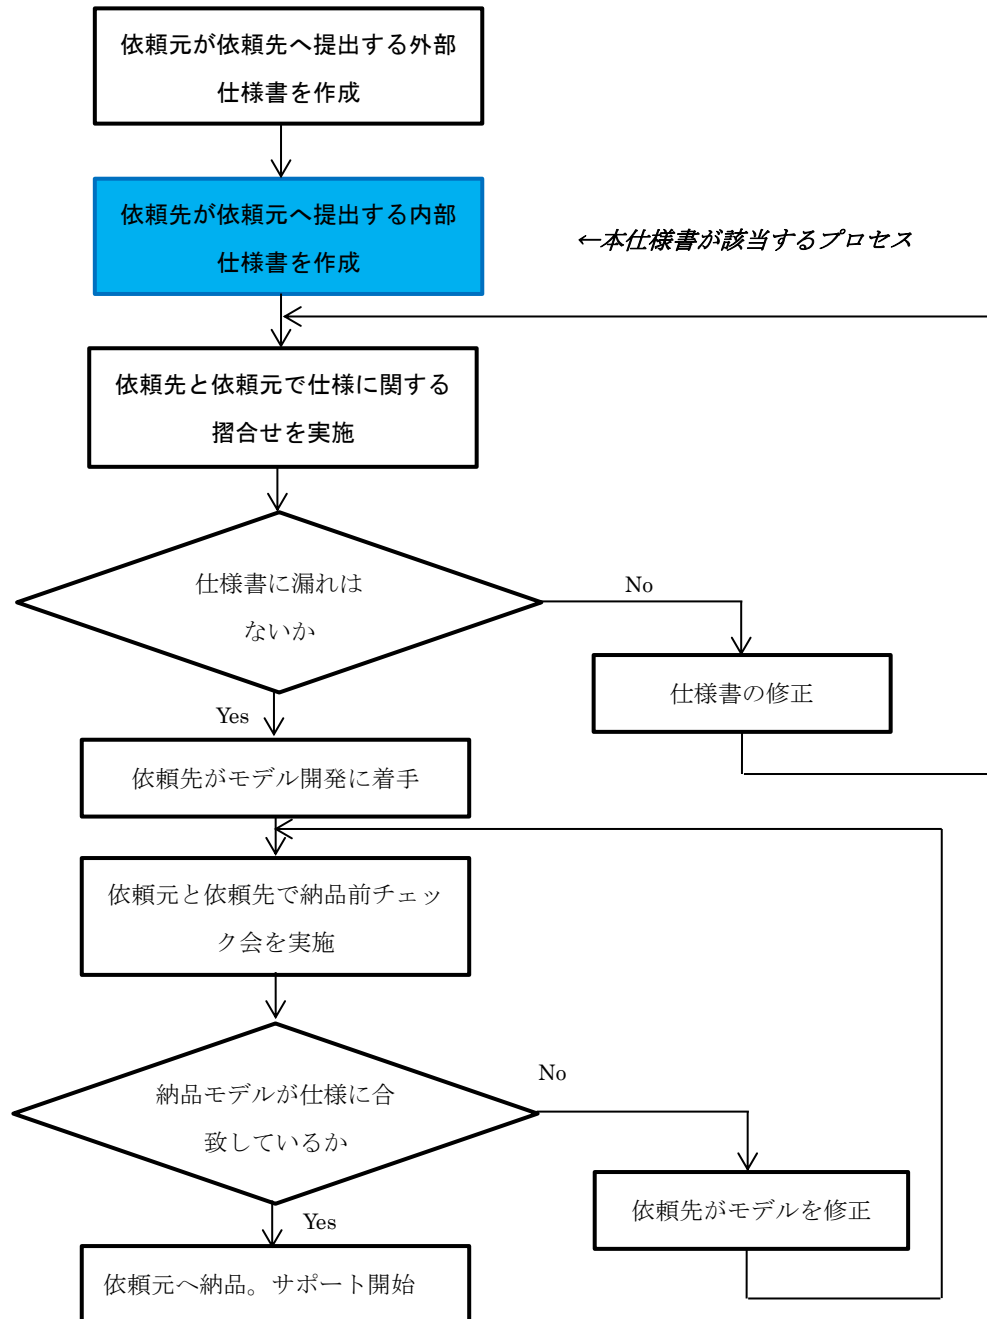 依頼元が依頼先へ提出する外部
仕様書を作成
依頼先が依頼元へ提出する内部
仕様書を作成
←本仕様書が該当するプロセス
依頼先と依頼元で仕様に関する
摺合せを実施
仕様書に漏れは
ないか
No
仕様書の修正
Yes
依頼先がモデル開発に着手
依頼元と依頼先で納品前チェッ
ク会を実施
納品モデルが仕様に合
致しているか
No
依頼先がモデルを修正
Yes
依頼元へ納品。サポート開始